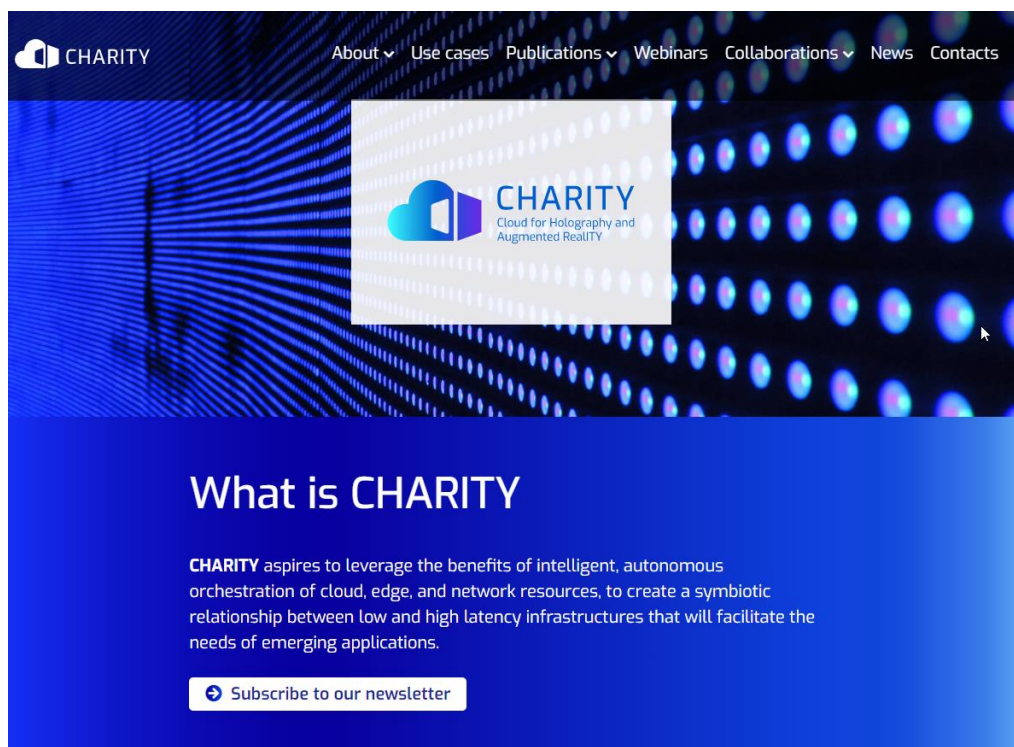 CHARITY
About Use cases Publications Webinars Collaborations News Contacts
CHARITY
Cloud for Holography and
Augmented RealITY
What is CHARITY
CHARITY aspires to leverage the benefits of intelligent, autonomous
orchestration of cloud, edge, and network resources, to create a symbiotic
relationship between low and high latency infrastructures that will facilitate the
needs of emerging applications.
Subscribe to our newsletter